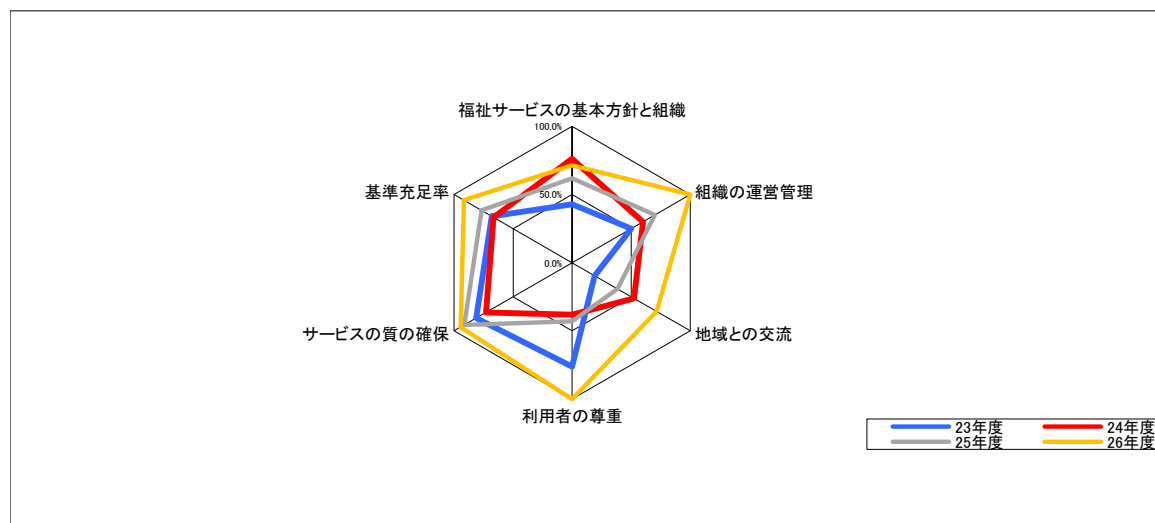 福祉サービスの基本方針と組織
100.0%
基準充足率
組織の運営管理
50.0%
0.0%
サービスの質の確保
地域との交流
利用者の尊重
23年度
24年度
25年度
26年度